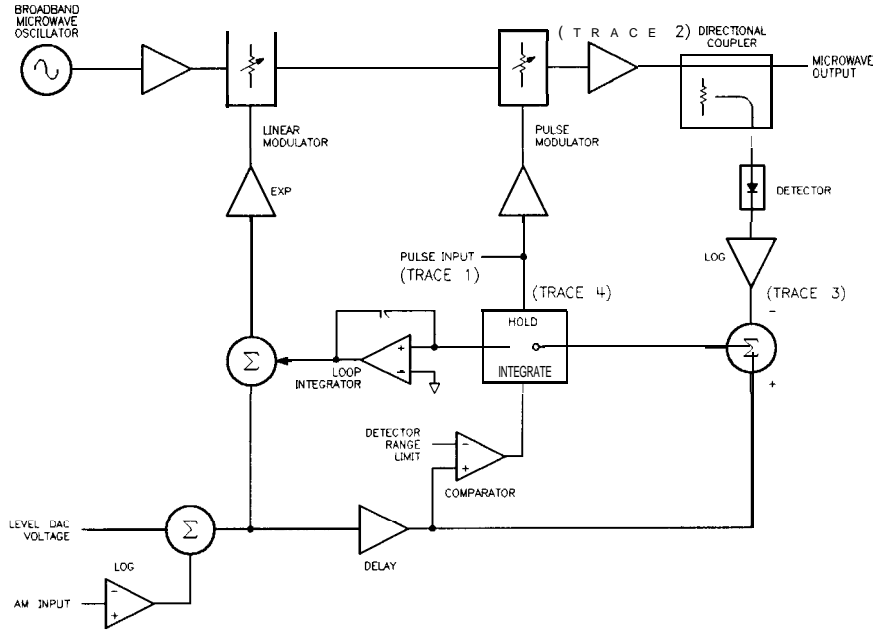 BROADBAND
MICROWAVE
OSCILLATOR
(TRACE 2)
DIRECTIONAL
COUPLER
MICROWAVE
OUTPUT
LINEAR
MODULATOR
PULSE
MODULATOR
EXP
DETECTOR
LOG
PULSE INPUT
(TRACE 1)
(TRACE 4)
(TRACE 3)
HOLD
-
Σ
+
-
Σ
LOOP
INTEGRATOR
INTEGRATE
+
DETECTOR
RANGE
LIMIT
-
+
COMPARATOR
LEVEL DAC
VOLTAGE
Σ
DELAY
LOG
AM INPUT
-
+